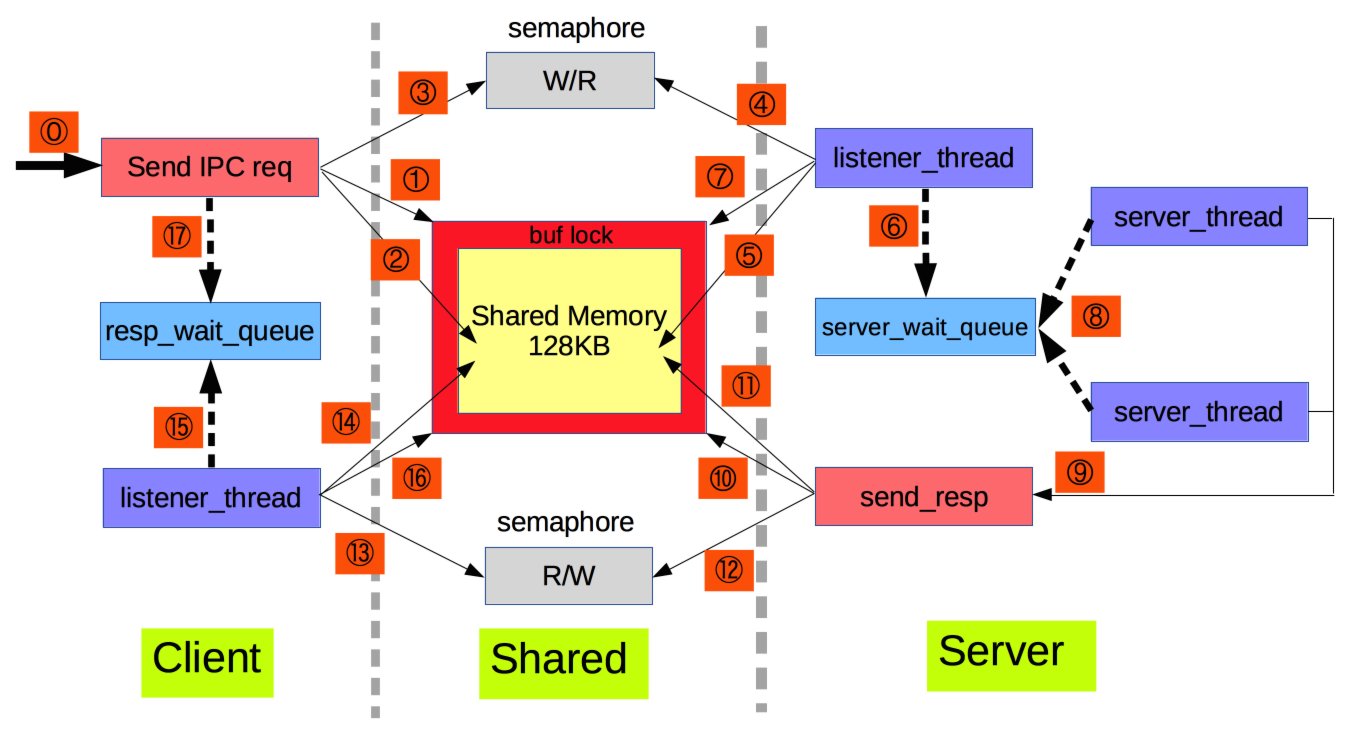 semaphore
W/R
③
④
⓪
Send IPC req
listener_thread
①
⑦
server_thread
⑰
②
buf lock
⑤
⑥
Shared Memory
128KB
resp_wait_queue
server_wait_queue
⑧
⑪
⑮
⑭
server_thread
listener_thread
⑯
⑩
⑨
send_resp
semaphore
⑬
R/W
⑫
Client
Shared
Server